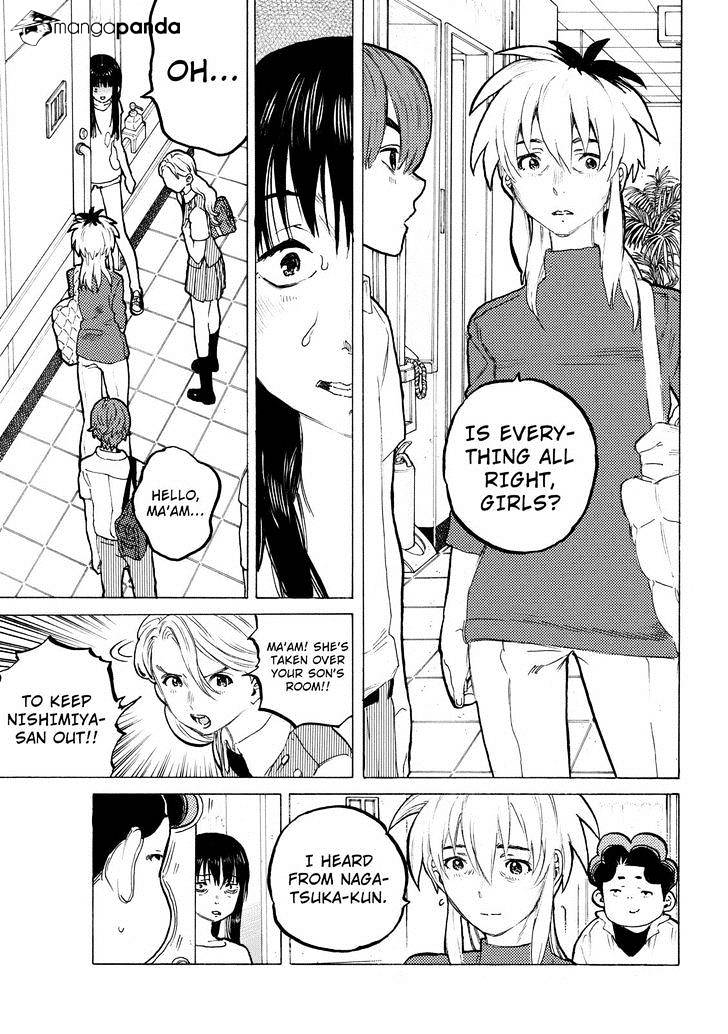 mangapanda
IS EVERY-
THING ALL
RIGHT,
GIRLS?
OH...
HELLO,
MA'AM...
MA'AM! SHE'S
TAKEN OVER
YOUR SON'S
ROOM!!
TO KEEP
NISHIMIYA-
SAN OUT!!
I HEARD
FROM NAGA-
TSUKA-KUN.